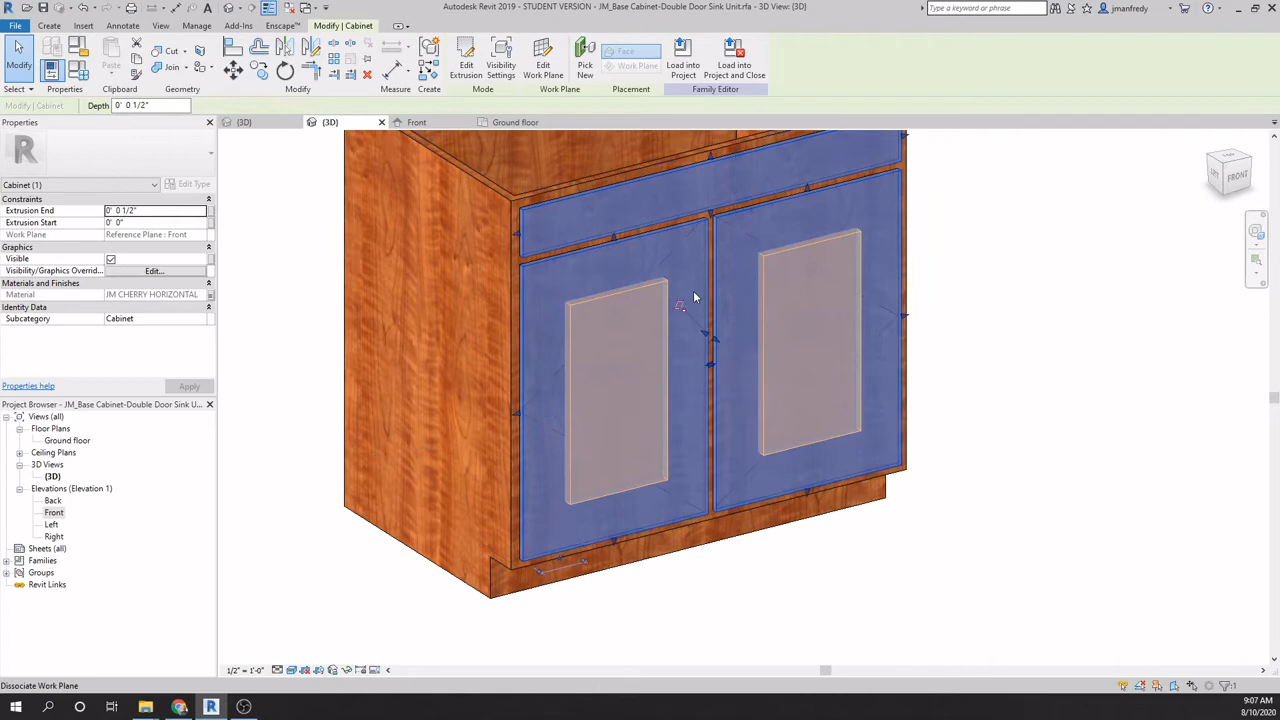 Autodesk Revit 2019 - STUDENT VERSION - JM_Base Cabinet-Double Door Sink Unit.rfa - 3D View: {3D}
Type a keyword or phrase
jmanfredy
File Create Insert Annotate View Manage Add-Ins Enscape™ Modify | Cabinet
Modify
Paste
Cut
Join
Edit Extrusion
Visibility Settings
Edit Work Plane
Pick New
Face
Work Plane
Load into Project
Load into Project and Close
Select Properties Clipboard Geometry Modify Measure Create Mode Work Plane Placement Family Editor
Modify | Cabinet Depth 0' 0 1/2"
Properties
{3D} {3D} Front Ground floor
Cabinet (1) Edit Type
Constraints
Extrusion End 0' 0 1/2"
Extrusion Start 0' 0"
Work Plane Reference Plane : Front
Graphics
Visible
Visibility/Graphics Overrid... Edit...
Materials and Finishes
Material JM CHERRY HORIZONTAL
Identity Data
Subcategory Cabinet
Properties help Apply
Project Browser - JM_Base Cabinet-Double Door Sink U...
Views (all)
Floor Plans
Ground floor
Ceiling Plans
3D Views
{3D}
Elevations (Elevation 1)
Back
Front
Left
Right
Sheets (all)
Families
Groups
Revit Links
TOP
FRONT
1/2" = 1'-0"
Dissociate Work Plane
:1
9:07 AM
8/10/2020